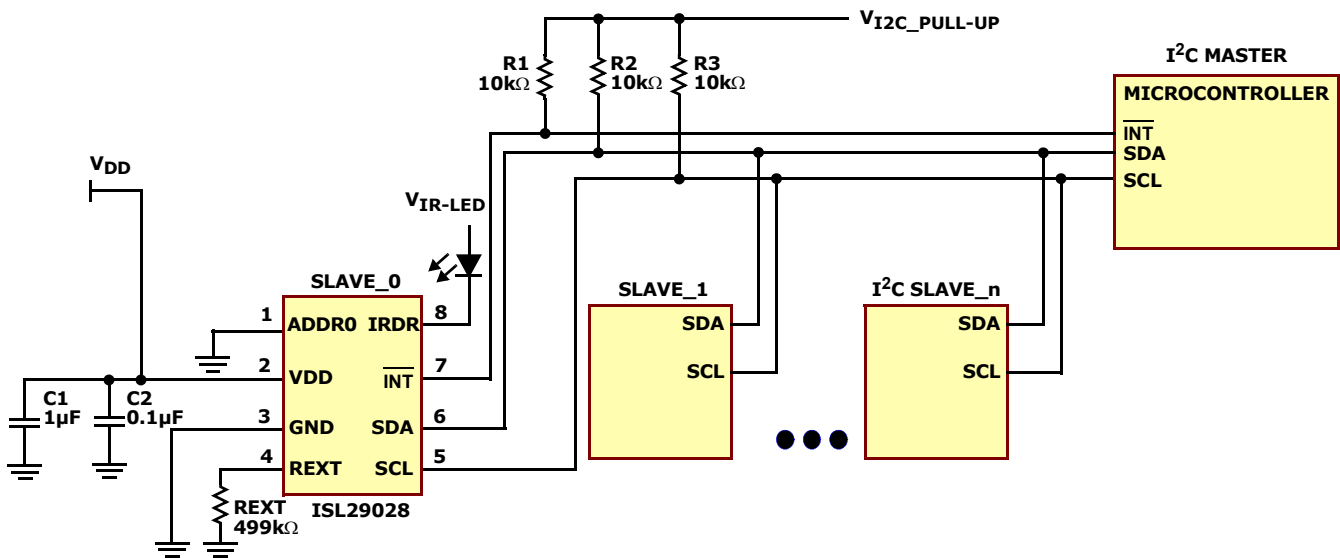 V_I2C_PULL-UP
I²C MASTER
R1
10kΩ
R2
10kΩ
R3
10kΩ
MICROCONTROLLER
INT
SDA
SCL
V_DD
V_IR-LED
SLAVE_0
1
ADDR0
IRDR
8
2
VDD
INT
7
3
GND
SDA
6
4
REXT
SCL
5
ISL29028
C1
1µF
C2
0.1µF
REXT
499kΩ
SLAVE_1
SDA
SCL
I²C SLAVE_n
SDA
SCL